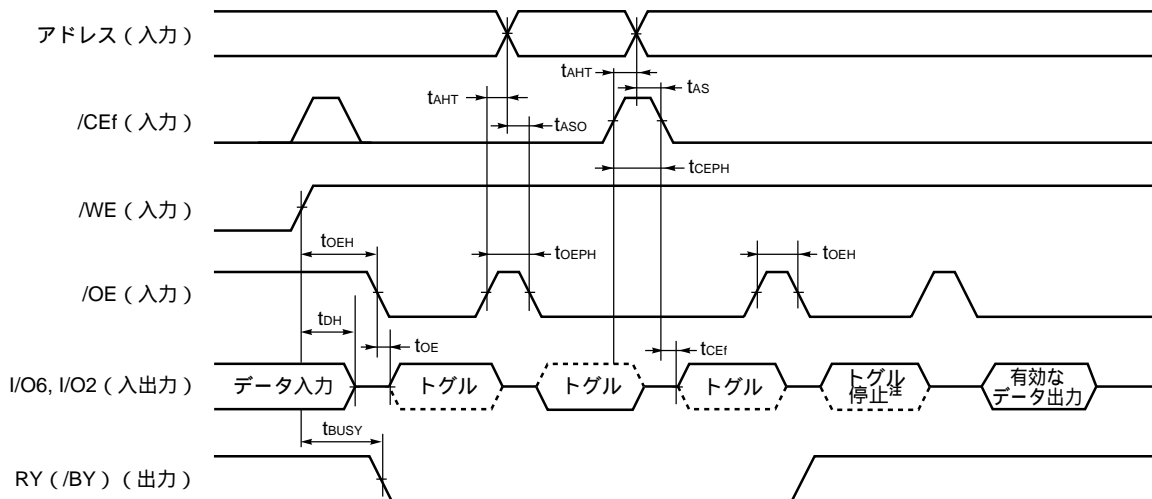 アドレス（入力）
tAHT
tAS
tAHT
/CEf（入力）
tASO
tCEPH
/WE（入力）
tOEH
tOEPH
tOEH
/OE（入力）
tDH
tOE
tCEf
I/O6, I/O2（入出力）
データ入力
トグル
トグル
トグル
トグル
停止注
有効な
データ出力
tBUSY
RY (/BY)（出力）